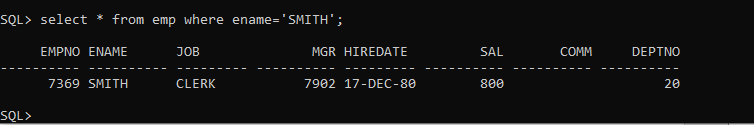 SQL> select * from emp where ename='SMITH';
     EMPNO ENAME      JOB              MGR HIREDATE         SAL       COMM     DEPTNO
---------- ---------- --------- ---------- --------- ---------- ---------- ----------
      7369 SMITH      CLERK           7902 17-DEC-80        800                    20
SQL>